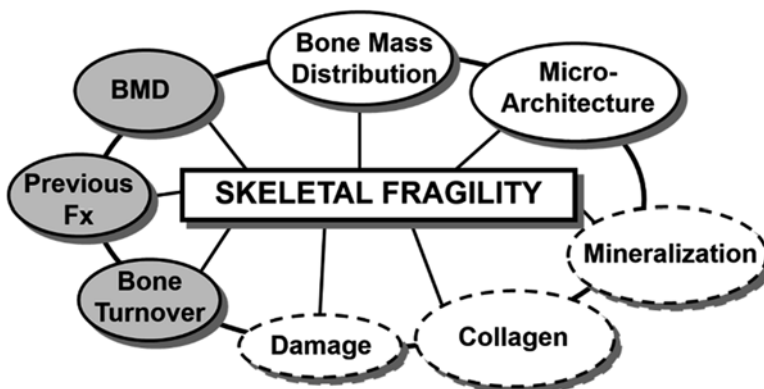 Bone Mass
Distribution
BMD
Micro-
Architecture
Previous
Fx
SKELETAL FRAGILITY
Mineralization
Bone
Turnover
Damage
Collagen